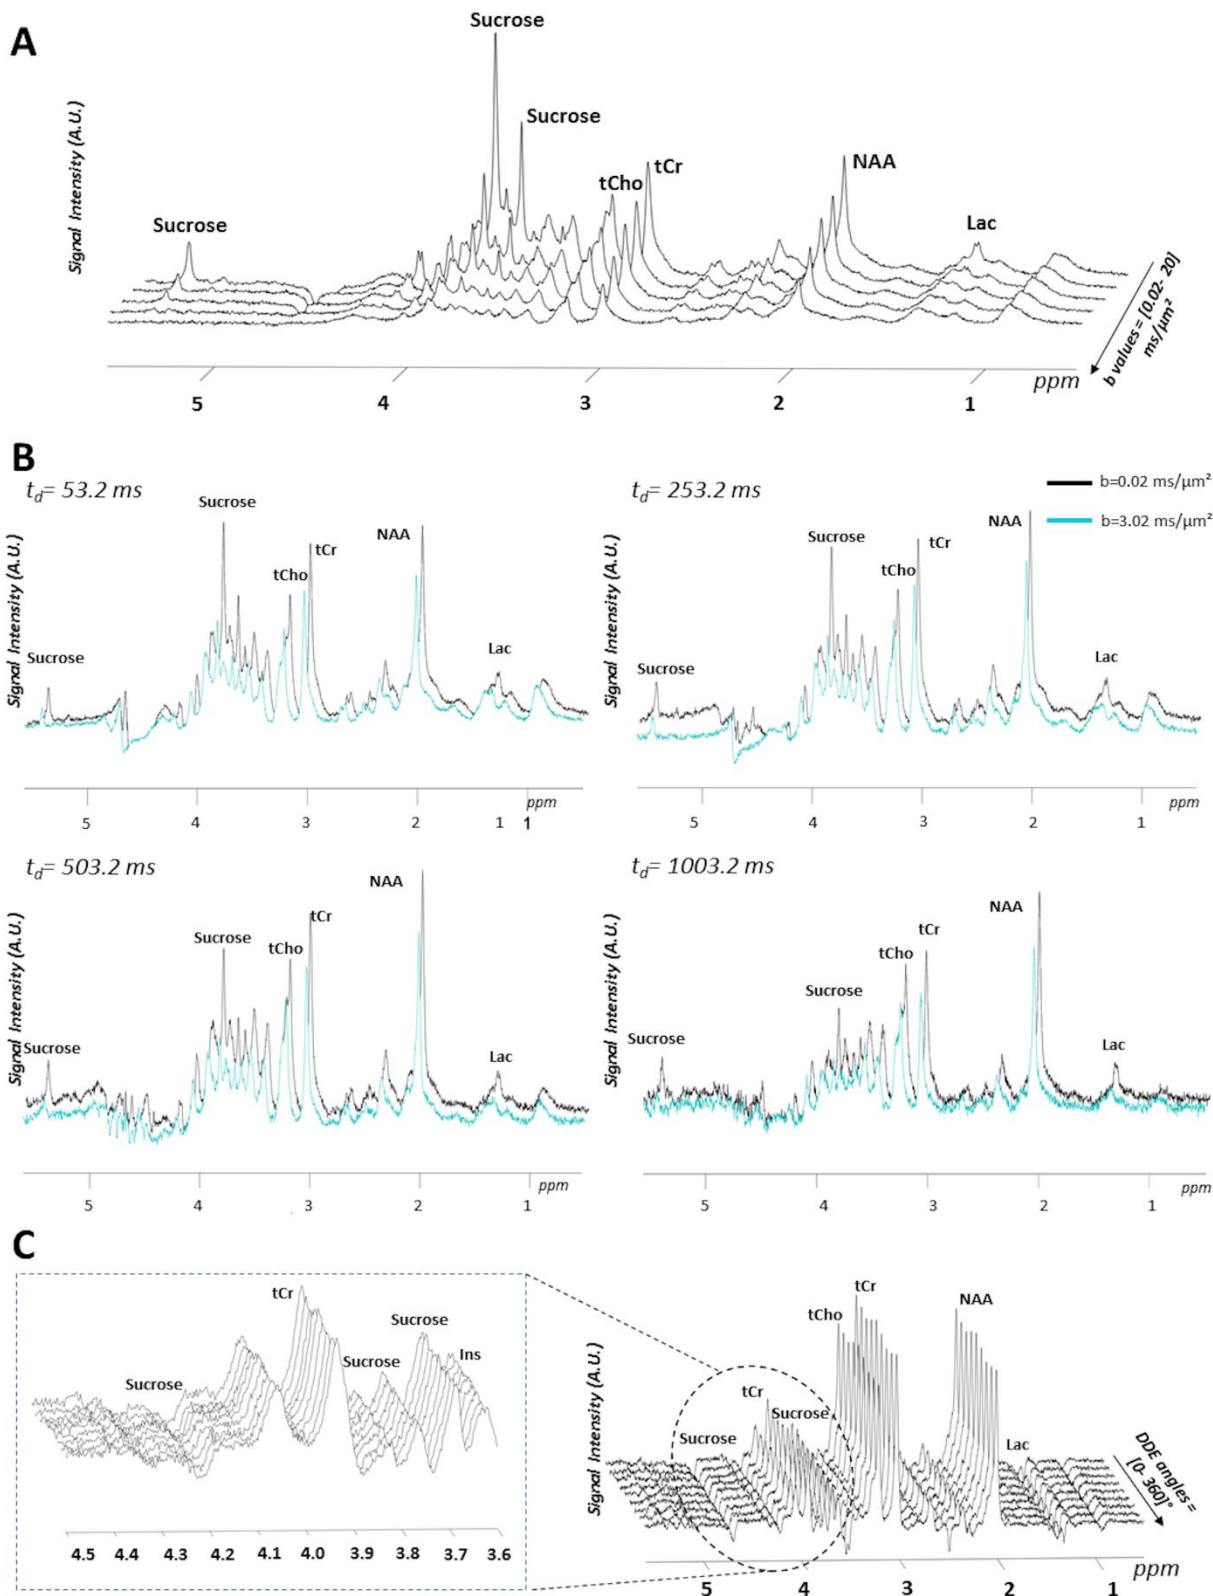 A
Signal Intensity (A.U.)
Sucrose
Sucrose
Sucrose
tCho
tCr
NAA
Lac
b values = [0.02- 20]
ms/µm²
ppm
5 4 3 2 1
B
t_d= 53.2 ms
Signal Intensity (A.U.)
Sucrose
Sucrose
tCho
tCr
NAA
Lac
ppm
5 4 3 2 1 1
t_d= 253.2 ms
b=0.02 ms/µm²
b=3.02 ms/µm²
Signal Intensity (A.U.)
Sucrose
Sucrose
tCho
tCr
NAA
Lac
ppm
5 4 3 2 1
t_d= 503.2 ms
Signal Intensity (A.U.)
Sucrose
Sucrose
tCho
tCr
NAA
Lac
ppm
5 4 3 2 1
t_d= 1003.2 ms
Signal Intensity (A.U.)
Sucrose
Sucrose
tCho
tCr
NAA
Lac
ppm
5 4 3 2 1
C
Sucrose
tCr
Sucrose
Sucrose
Ins
4.5 4.4 4.3 4.2 4.1 4.0 3.9 3.8 3.7 3.6
Signal Intensity (A.U.)
Sucrose
tCr
Sucrose
tCho
tCr
NAA
Lac
DDE angles =
[0- 360]°
ppm
5 4 3 2 1